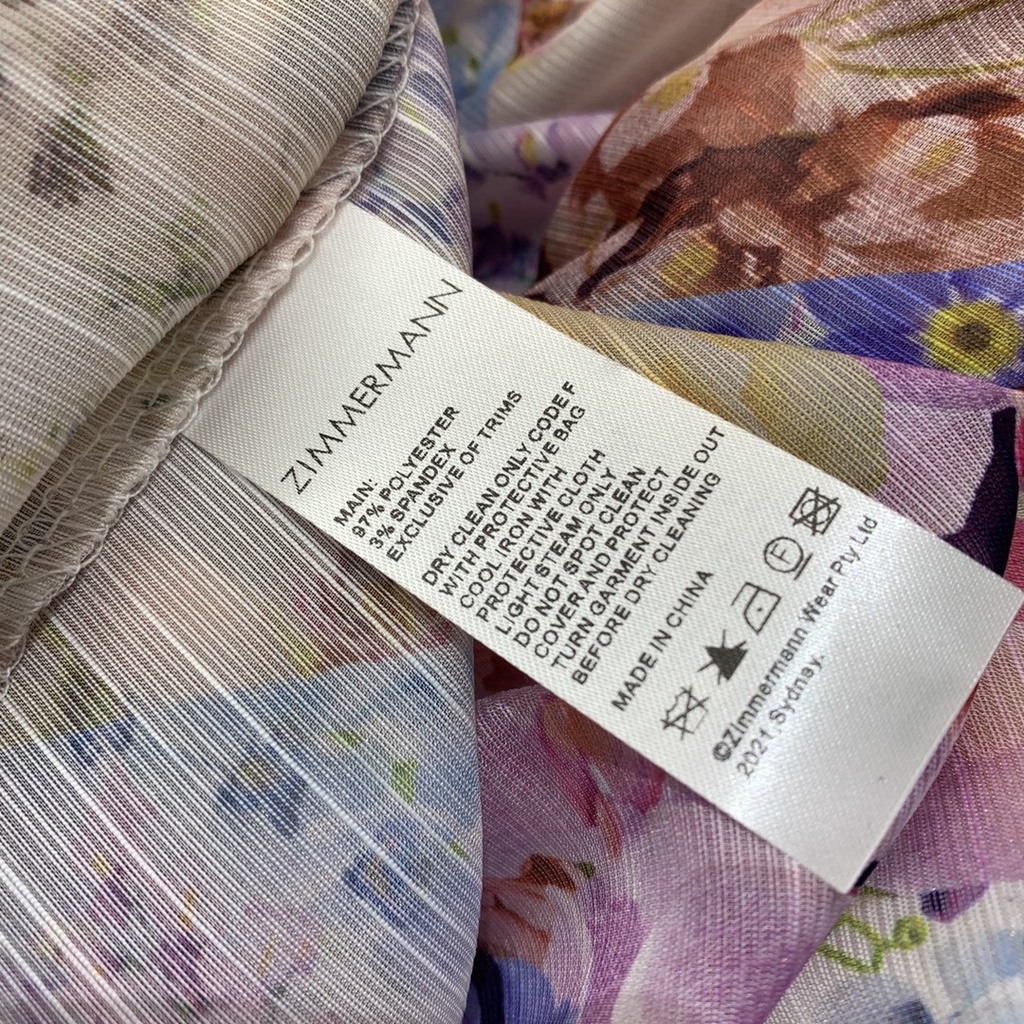 ZIMMERMANN
MAIN:
97% POLYESTER
3% SPANDEX
EXCLUSIVE OF TRIMS
DRY CLEAN ONLY CODE F
WITH PROTECTIVE BAG
COOL IRON WITH
PROTECTIVE CLOTH
LIGHT STEAM ONLY
DO NOT SPOT CLEAN
COVER AND PROTECT
TURN GARMENT INSIDE OUT
BEFORE DRY CLEANING
MADE IN CHINA
F
©Zimmermann Wear Pty Ltd
2021.Sydney.